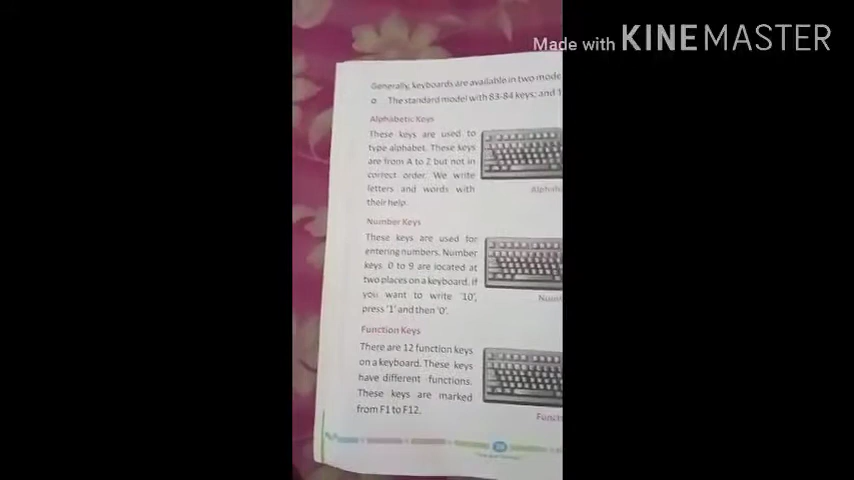 Made with KINEMASTER
Generally, keyboards are available in two mode
o The standard model with 83-84 keys; and 1
Alphabetic Keys
These keys are used to
type alphabet. These keys
are from A to Z but not in
correct order. We write
letters and words with
their help.
Alphab
Number Keys
These keys are used for
entering numbers. Number
keys 0 to 9 are located at
two places on a keyboard. If
you want to write '10',
press '1' and then '0'.
Num
Function Keys
There are 12 function keys
on a keyboard. These keys
have different functions.
These keys are marked
from F1 to F12.
Funct